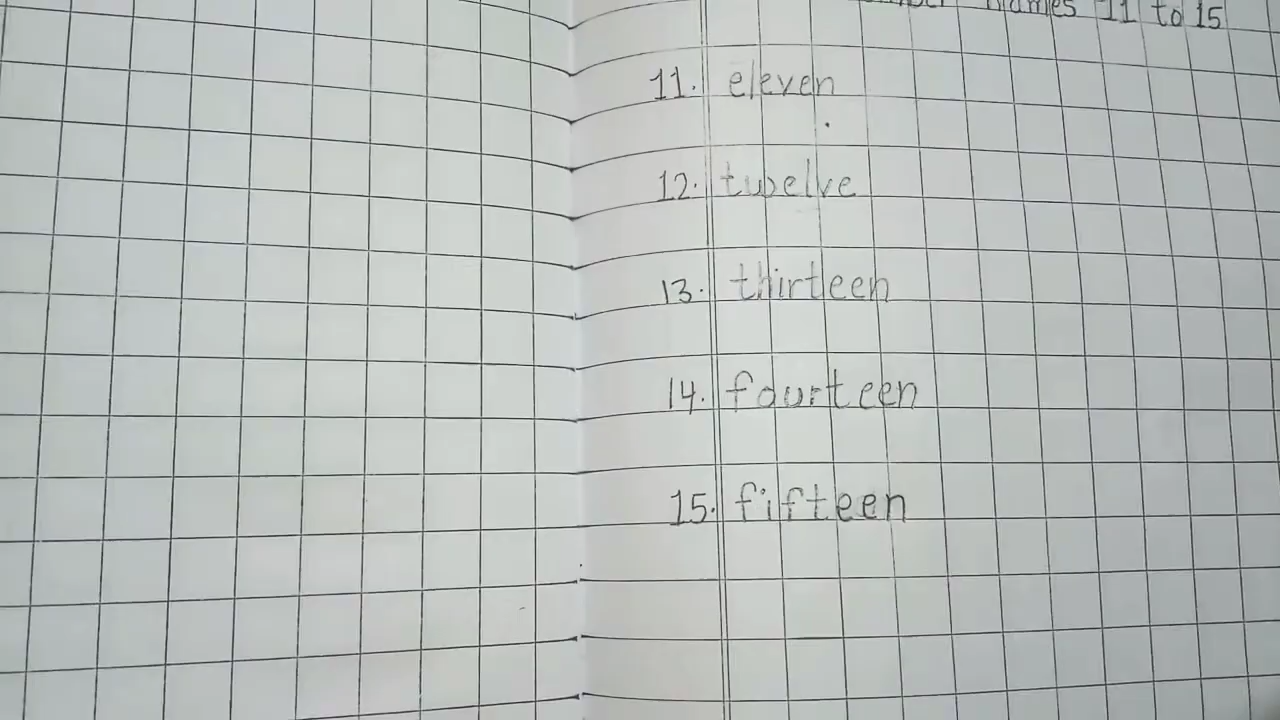 names 11 to 15
11. eleven
12. twelve
13. thirteen
14. fourteen
15. fifteen